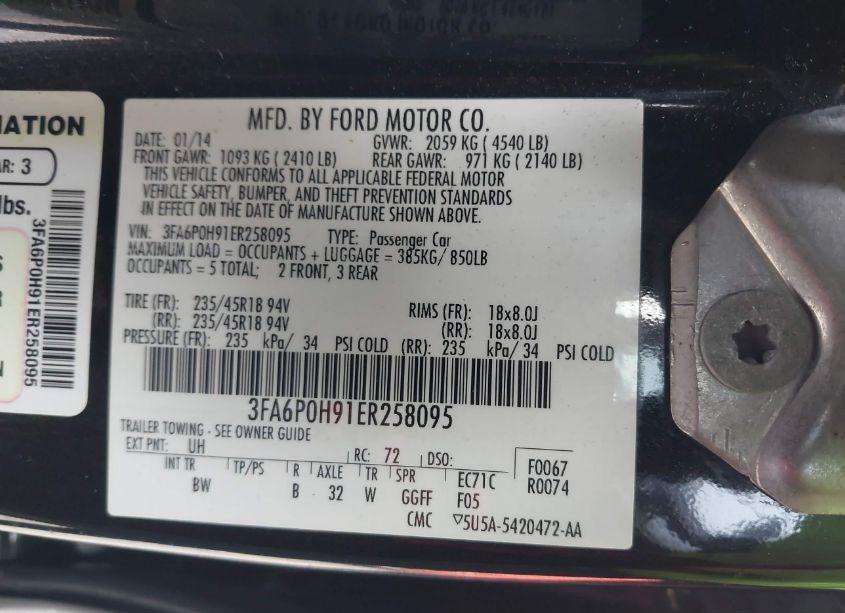 MATION
AR: 3
lbs.
S
R
N
3FA6P0H91ER258095
MFD. BY FORD MOTOR CO.
DATE: 01/14 GVWR: 2059 KG (4540 LB)
FRONT GAWR: 1093 KG (2410 LB) REAR GAWR: 971 KG (2140 LB)
THIS VEHICLE CONFORMS TO ALL APPLICABLE FEDERAL MOTOR
VEHICLE SAFETY, BUMPER, AND THEFT PREVENTION STANDARDS
IN EFFECT ON THE DATE OF MANUFACTURE SHOWN ABOVE.
VIN: 3FA6P0H91ER258095 TYPE: Passenger Car
MAXIMUM LOAD = OCCUPANTS + LUGGAGE = 385KG/ 850LB
OCCUPANTS = 5 TOTAL; 2 FRONT, 3 REAR
TIRE (FR): 235/45R18 94V RIMS (FR): 18x8.0J
(RR): 235/45R18 94V (RR): 18x8.0J
PRESSURE (FR): 235 kPa/ 34 PSI COLD (RR): 235 kPa/ 34 PSI COLD
3FA6P0H91ER258095
TRAILER TOWING - SEE OWNER GUIDE
EXT PNT: UH RC: 72 DSO: F0067
INT TR TP/PS R AXLE TR SPR EC71C R0074
BW B 32 W GGFF F05
CMC ▽5U5A-5420472-AA